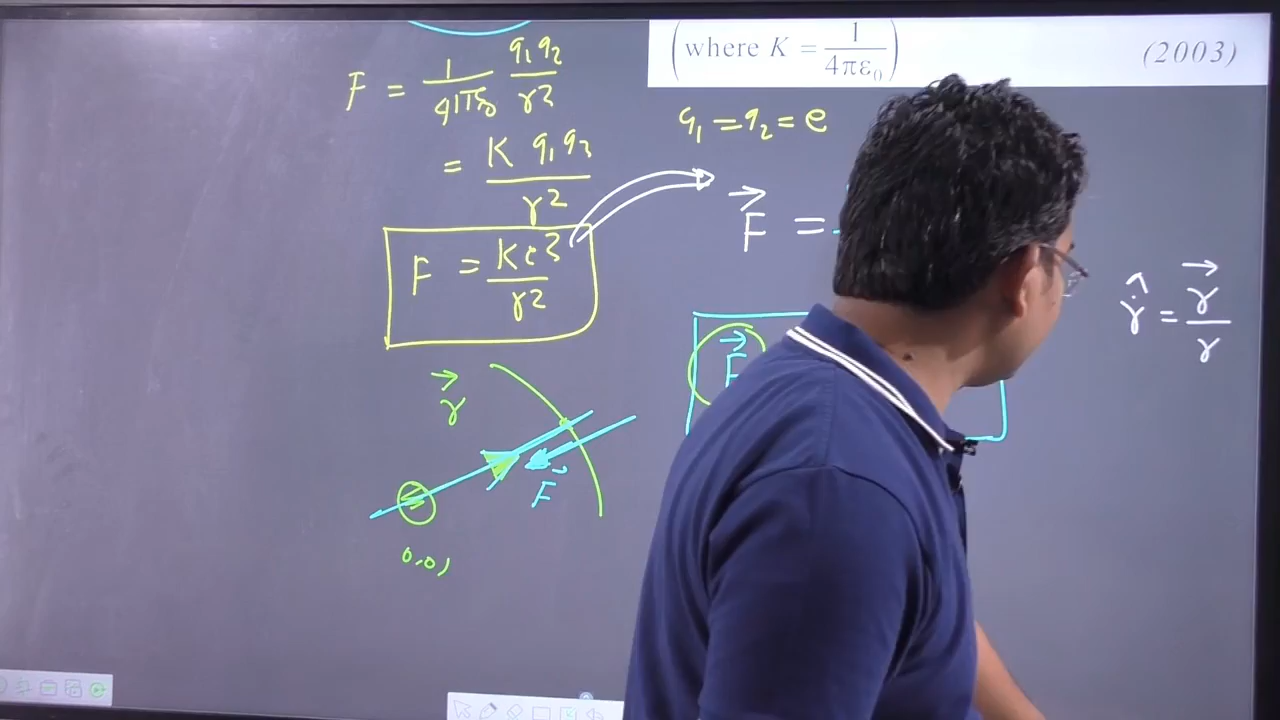 (where K = 1/4πε₀) (2003)
F = 1/4πε₀ q₁q₂/r²
= K q₁q₂/r²
F = Ke²/r²
q₁ = q₂ = e
F⃗ =
r̂ = r⃗/r
F⃗
r⃗
F⃗
0,0,